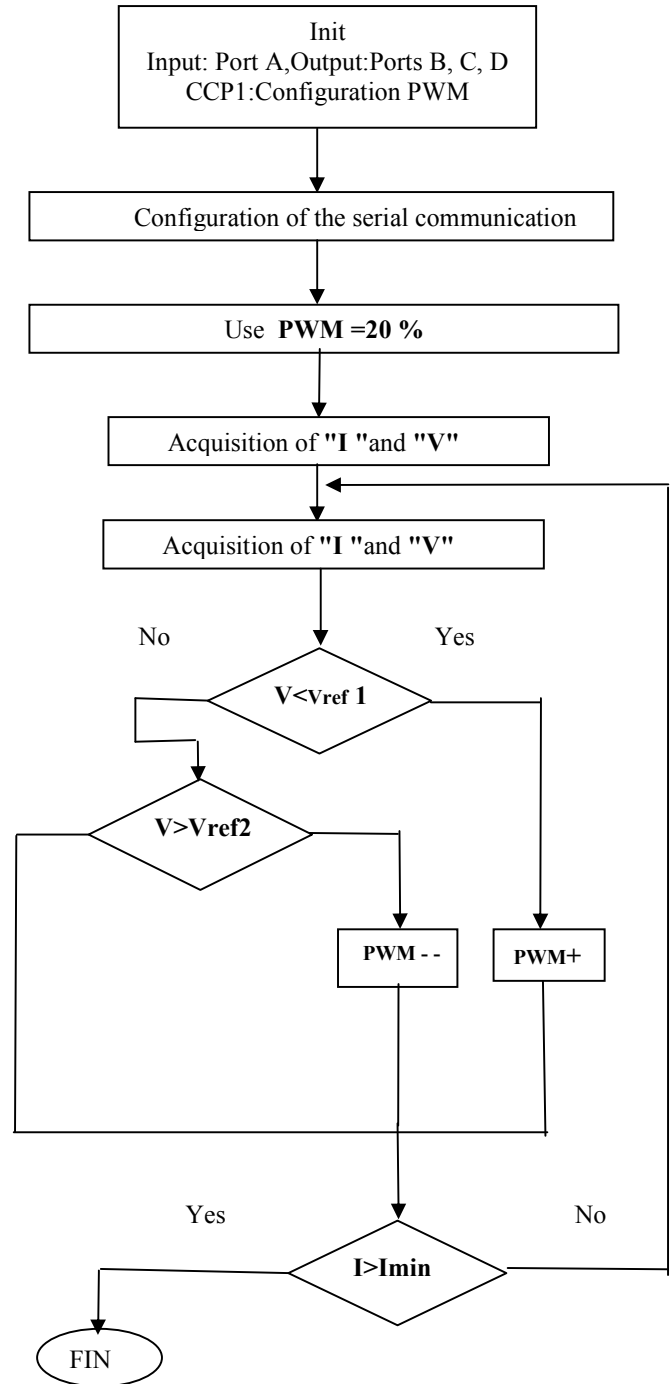 Init
Input: Port A,Output:Ports B, C, D
CCP1:Configuration PWM
Configuration of the serial communication
Use PWM =20 %
Acquisition of "I "and "V"
Acquisition of "I "and "V"
No
Yes
V<Vref 1
V>Vref2
PWM - -
PWM+
Yes
No
I>Imin
FIN